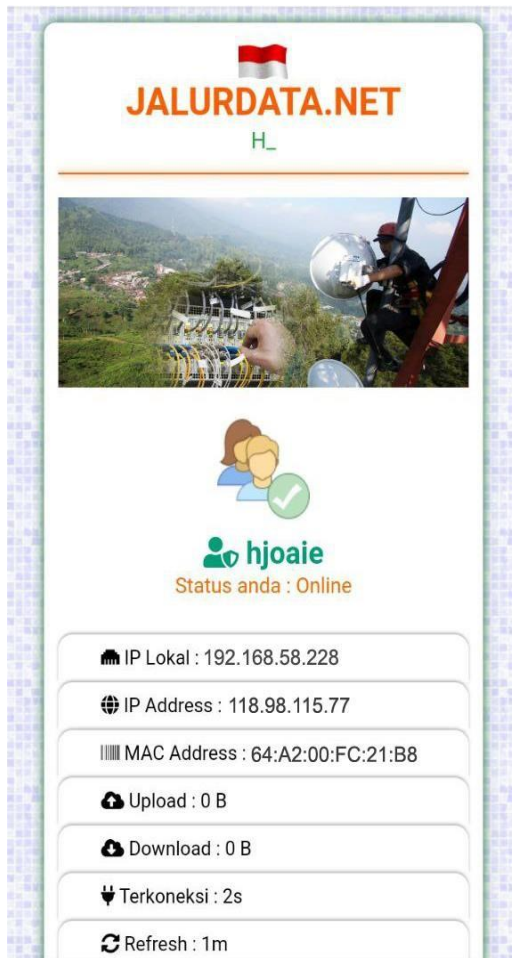 JALURDATA.NET
H_
hjoaie
Status anda : Online
IP Lokal : 192.168.58.228
IP Address : 118.98.115.77
MAC Address : 64:A2:00:FC:21:B8
Upload : 0 B
Download : 0 B
Terkoneksi : 2s
Refresh : 1m